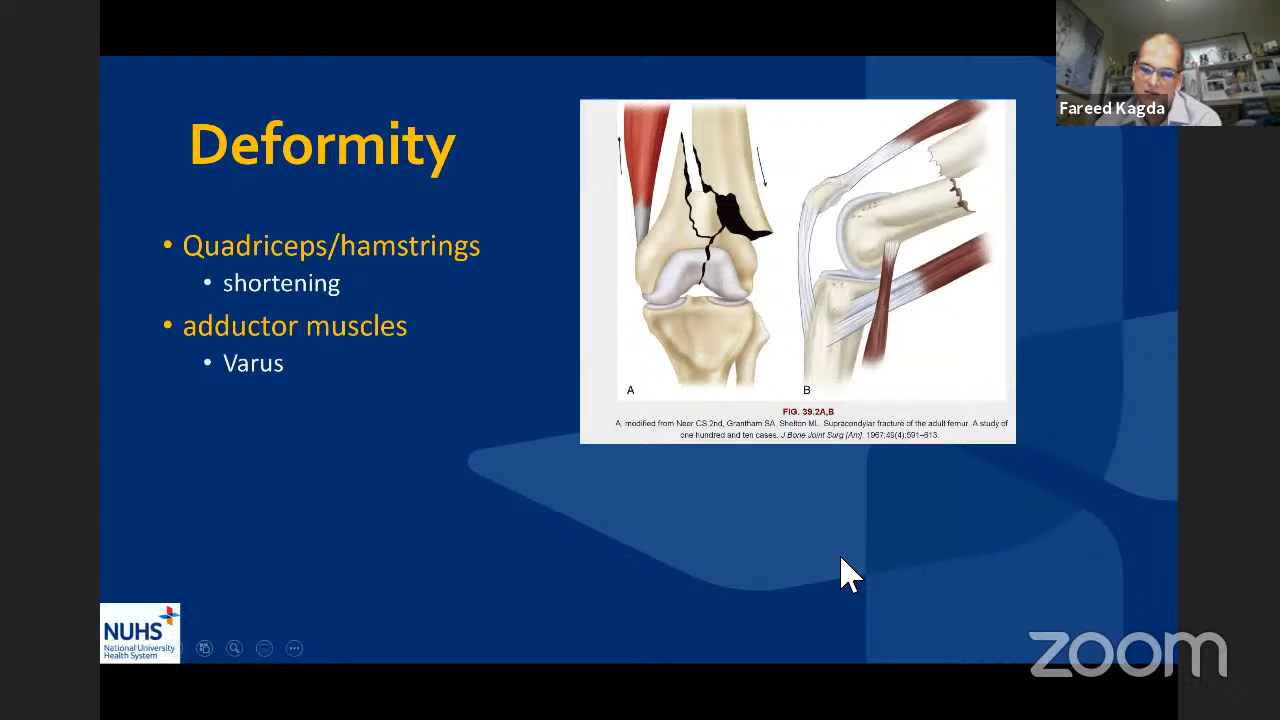 Fareed Kagda
Deformity
• Quadriceps/hamstrings
• shortening
• adductor muscles
• Varus
A
B
FIG. 39.2A,B
A, modified from Neer CS 2nd, Grantham SA, Shelton ML. Supracondylar fracture of the adult femur. A study of
one hundred and ten cases. J Bone Joint Surg [Am]. 1967;49(4):591–613.
NUHS
National University
Health System
zoom